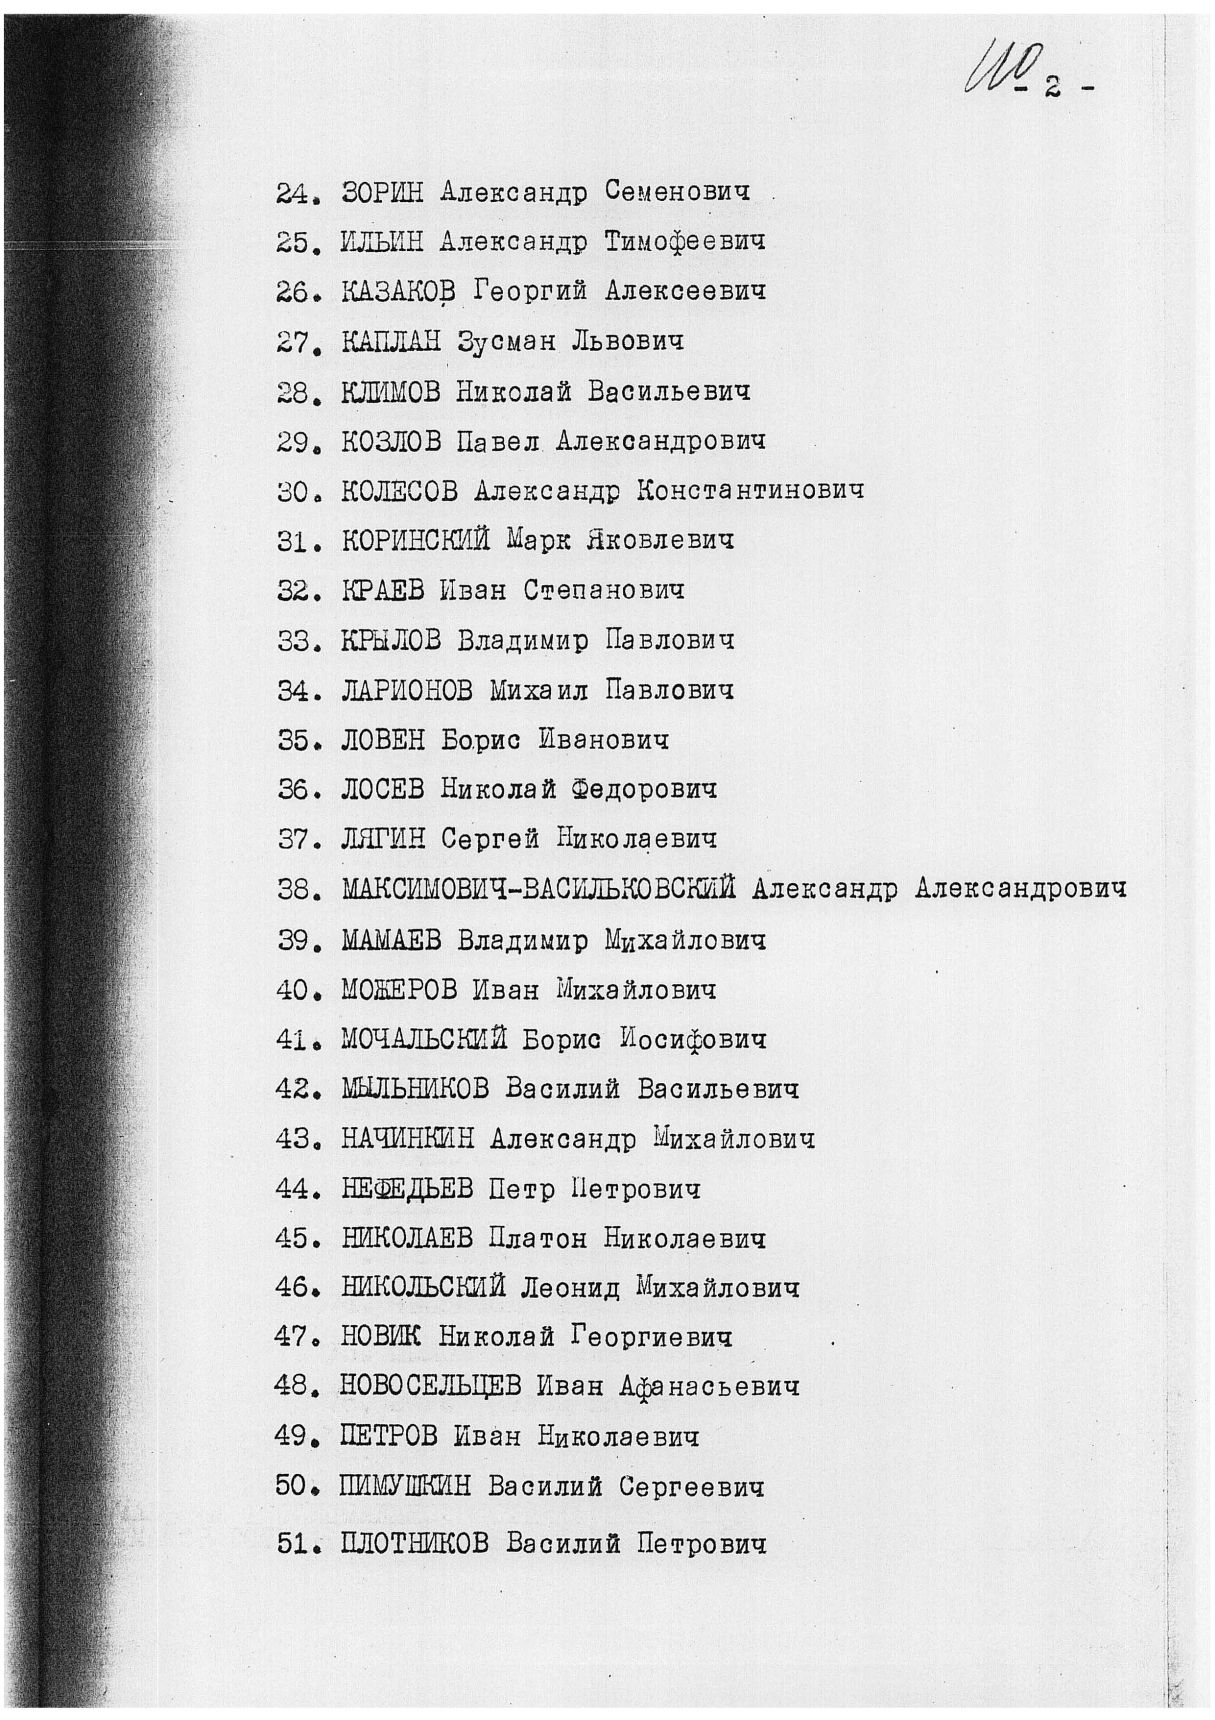 110
- 2 -
24. ЗОРИН Александр Семенович
25. ИЛЬИН Александр Тимофеевич
26. КАЗАКОВ Георгий Алексеевич
27. КАПЛАН Зусман Львович
28. КЛИМОВ Николай Васильевич
29. КОЗЛОВ Павел Александрович
30. КОЛЕСОВ Александр Константинович
31. КОРИНСКИЙ Марк Яковлевич
32. КРАЕВ Иван Степанович
33. КРЫЛОВ Владимир Павлович
34. ЛАРИОНОВ Михаил Павлович
35. ЛОВЕН Борис Иванович
36. ЛОСЕВ Николай Федорович
37. ЛЯГИН Сергей Николаевич
38. МАКСИМОВИЧ-ВАСИЛЬКОВСКИЙ Александр Александрович
39. МАМАЕВ Владимир Михайлович
40. МОЖЕРОВ Иван Михайлович
41. МОЧАЛЬСКИЙ Борис Иосифович
42. МЫЛЬНИКОВ Василий Васильевич
43. НАЧИНКИН Александр Михайлович
44. НЕФЕДЬЕВ Петр Петрович
45. НИКОЛАЕВ Платон Николаевич
46. НИКОЛЬСКИЙ Леонид Михайлович
47. НОВИК Николай Георгиевич
48. НОВОСЕЛЬЦЕВ Иван Афанасьевич
49. ПЕТРОВ Иван Николаевич
50. ПИМУШКИН Василий Сергеевич
51. ПЛОТНИКОВ Василий Петрович